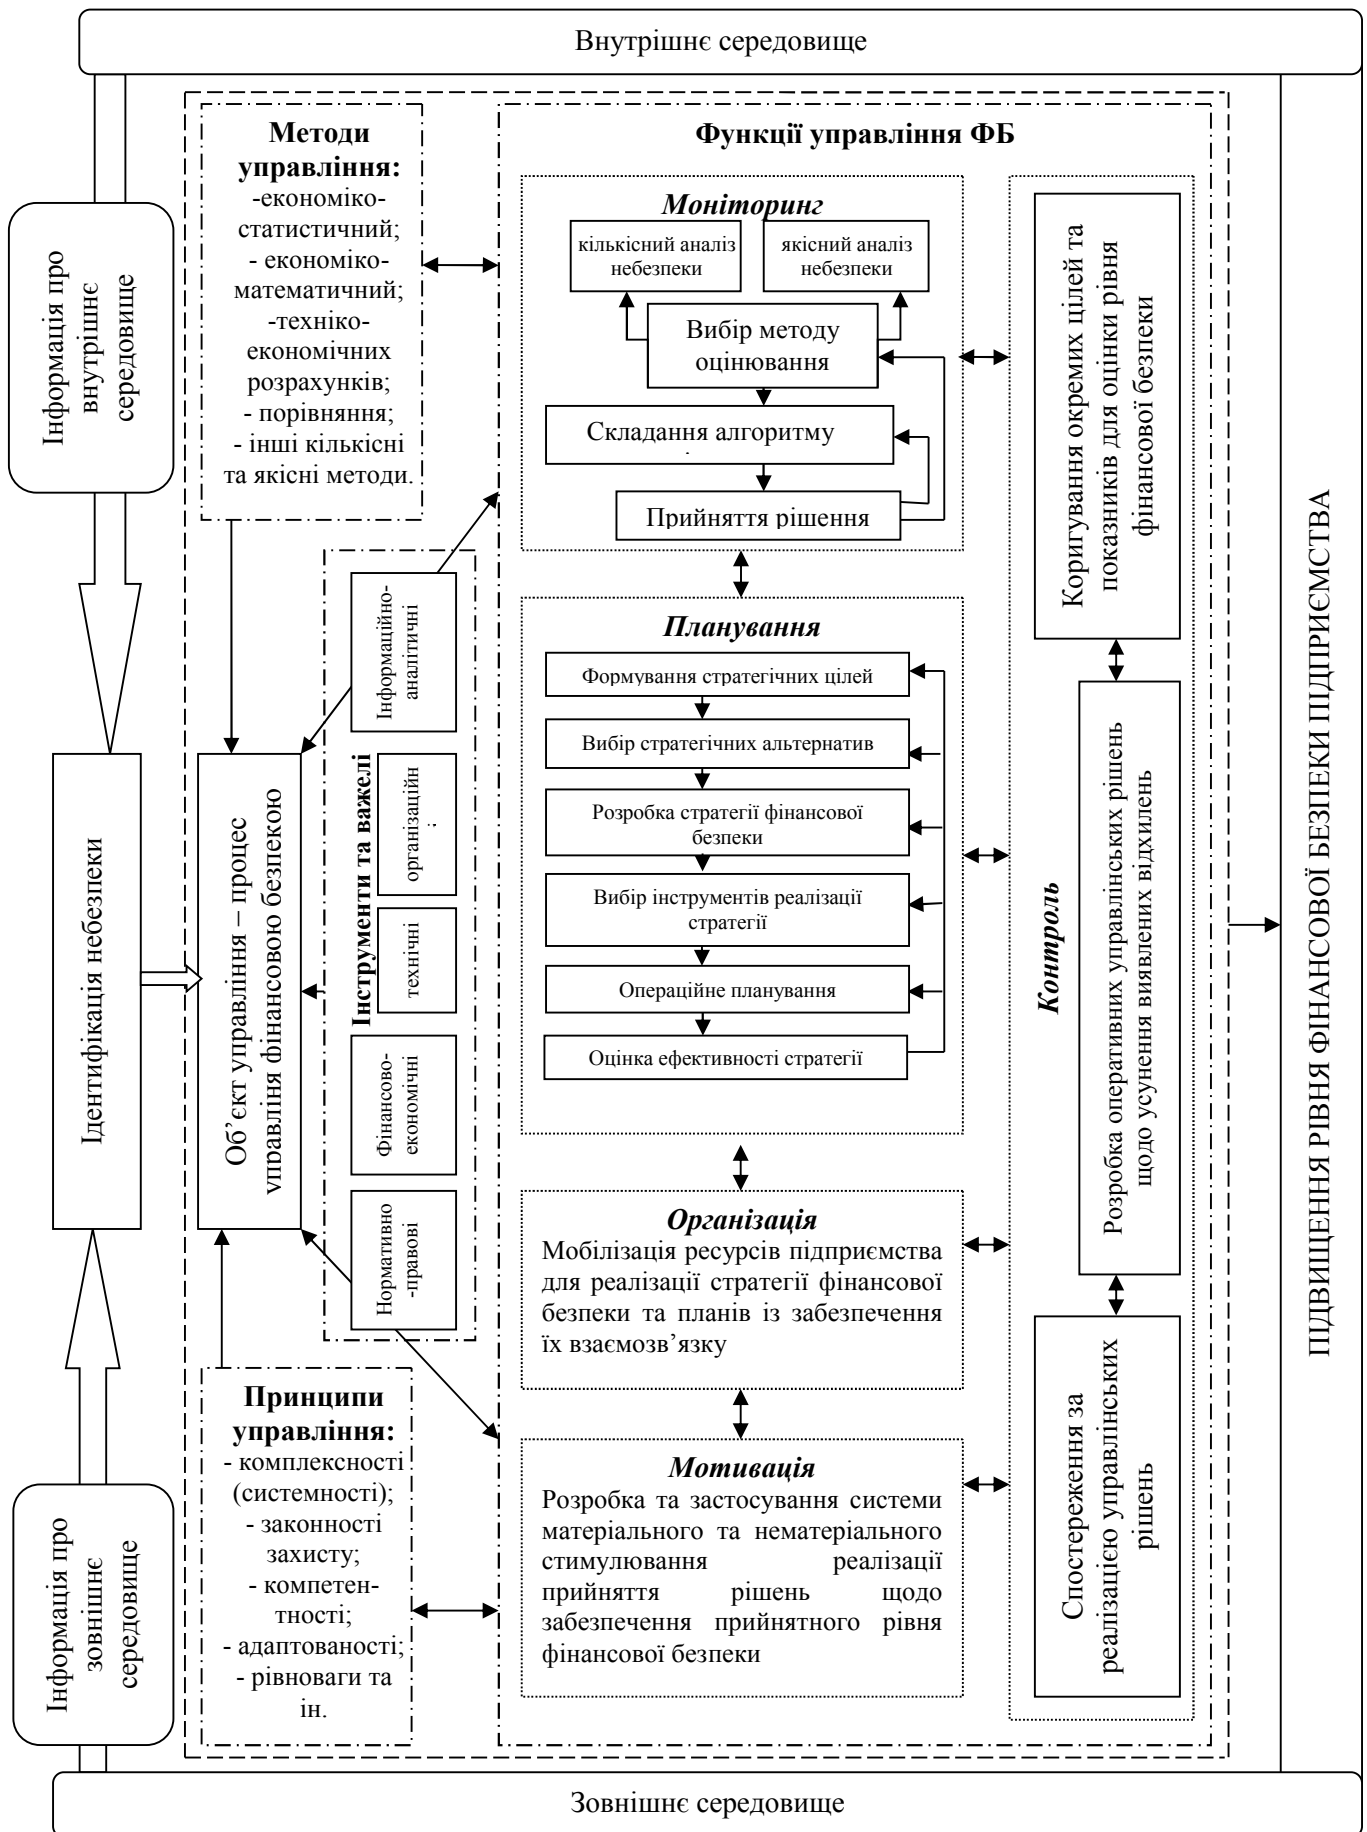 Внутрішнє середовище
Інформація про
внутрішнє
середовище
Ідентифікація небезпеки
Інформація про
зовнішнє
середовище
Методи
управління:
-економіко-
статистичний;
- економіко-
математичний;
-техніко-
економічних
розрахунків;
- порівняння;
- інші кількісні
та якісні методи.
Об’єкт управління – процес
управління фінансовою безпекою
Принципи
управління:
- комплексності
(системності);
- законності
захисту;
- компетен-
тності;
- адаптованості;
- рівноваги та
ін.
Інструменти та важелі
Інформаційно-
аналітичні
організаційн
технічні
Фінансово-
економічні
Нормативно
-правові
Функції управління ФБ
Моніторинг
кількісний аналіз
небезпеки
якісний аналіз
небезпеки
Вибір методу
оцінювання
Складання алгоритму
Прийняття рішення
Планування
Формування стратегічних цілей
Вибір стратегічних альтернатив
Розробка стратегії фінансової
безпеки
Вибір інструментів реалізації
стратегії
Операційне планування
Оцінка ефективності стратегії
Організація
Мобілізація ресурсів підприємства
для реалізації стратегії фінансової
безпеки та планів із забезпечення
їх взаємозв’язку
Мотивація
Розробка та застосування системи
матеріального та нематеріального
стимулювання реалізації
прийняття рішень щодо
забезпечення прийнятного рівня
фінансової безпеки
Контроль
Коригування окремих цілей та
показників для оцінки рівня
фінансової безпеки
Розробка оперативних управлінських рішень
щодо усунення виявлених відхилень
Спостереження за
реалізацією управлінських
рішень
ПІДВИЩЕННЯ РІВНЯ ФІНАНСОВОЇ БЕЗПЕКИ ПІДПРИЄМСТВА
Зовнішнє середовище